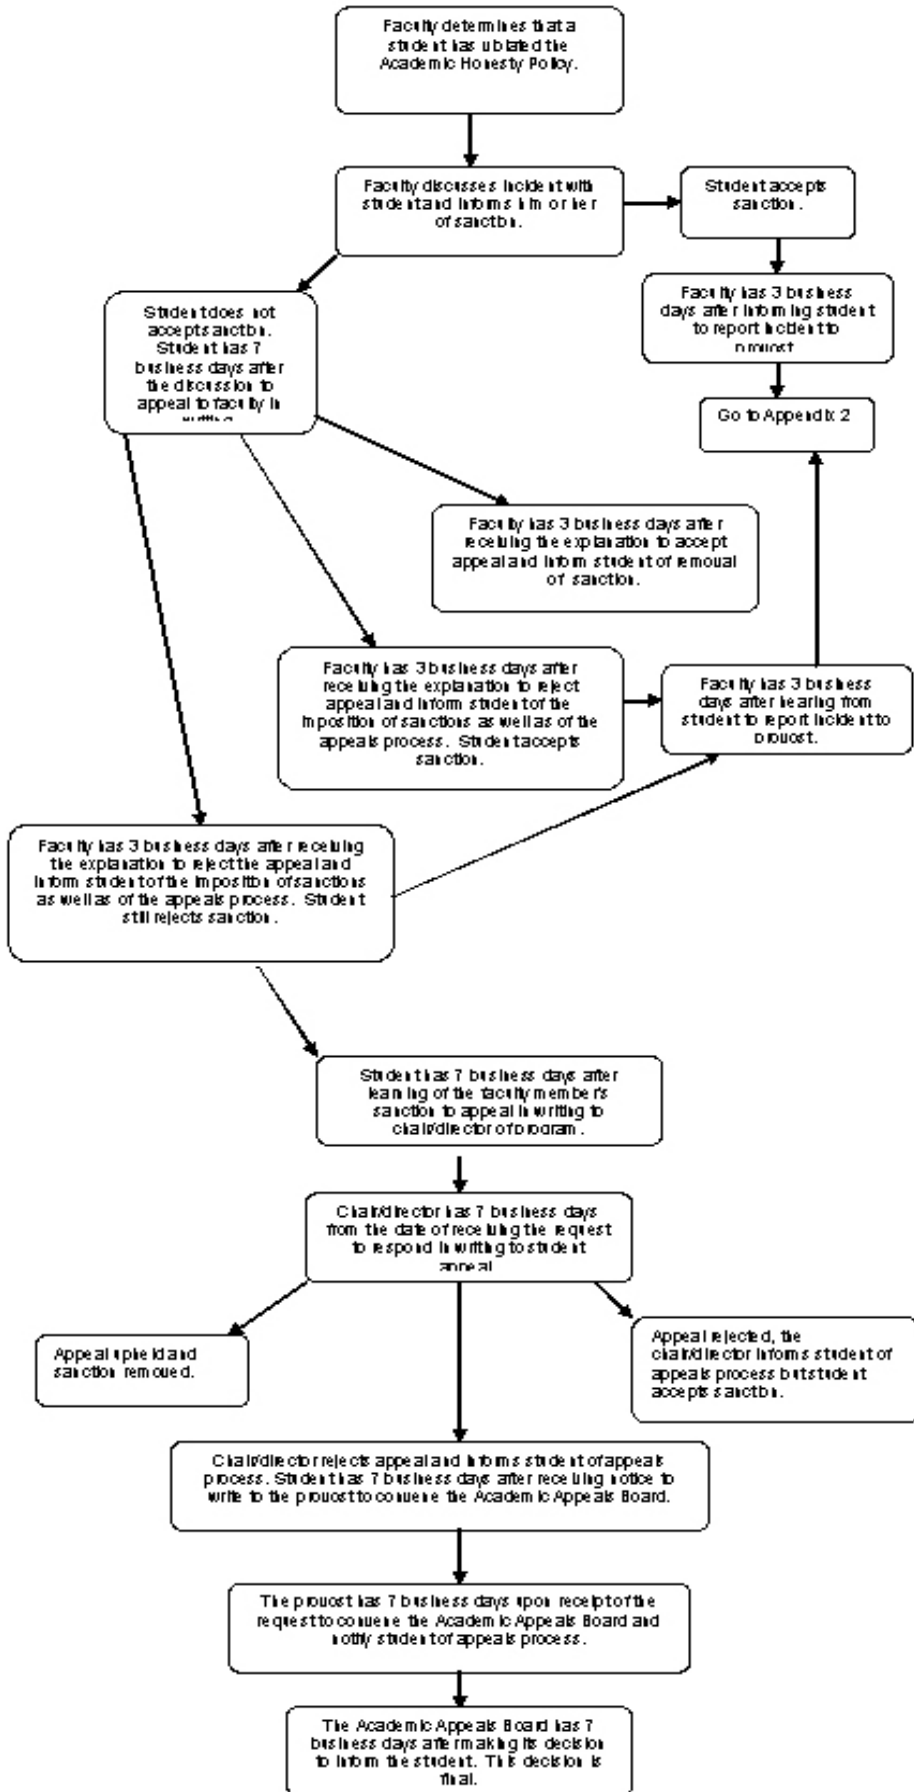 Faculty determines that a
student has violated the
Academic Honesty Policy.
Faculty discusses incident with
student and informs him or her
of sanction.
Student accepts
sanction.
Faculty has 3 business
days after informing student
to report incident to
provost
Student does not
accept sanction.
Student has 7
business days after
the discussion to
appeal to faculty in
writing
Go to Appendix 2
Faculty has 3 business days after
receiving the explanation to accept
appeal and inform student of removal
of sanction.
Faculty has 3 business days after
receiving the explanation to reject
appeal and inform student of the
imposition of sanctions as well as of the
appeals process. Student accepts
sanction.
Faculty has 3 business
days after hearing from
student to report incident to
provost.
Faculty has 3 business days after receiving
the explanation to reject the appeal and
inform student of the imposition of sanctions
as well as of the appeals process. Student
still rejects sanction.
Student has 7 business days after
learning of the faculty member's
sanction to appeal in writing to
chair/director of program.
Chair/director has 7 business days
from the date of receiving the request
to respond in writing to student
appeal
Appeal upheld and
sanction removed.
Appeal rejected, the
chair/director informs student of
appeals process but student
accepts sanction.
Chair/director rejects appeal and informs student of appeals
process. Student has 7 business days after receiving notice to
write to the provost to convene the Academic Appeals Board.
The provost has 7 business days upon receipt of the
request to convene the Academic Appeals Board and
notify student of appeals process.
The Academic Appeals Board has 7
business days after making its decision
to inform the student. This decision is
final.